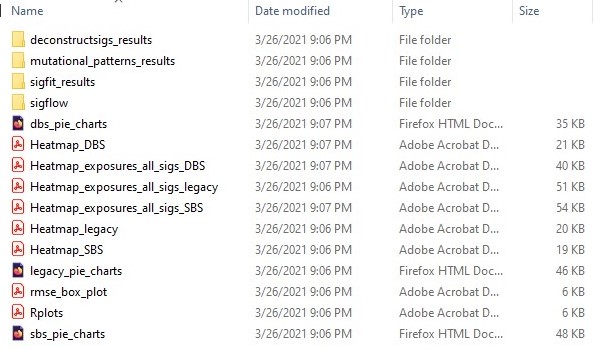 Name Date modified Type Size
deconstructsigs_results 3/26/2021 9:06 PM File folder
mutational_patterns_results 3/26/2021 9:06 PM File folder
sigfit_results 3/26/2021 9:06 PM File folder
sigflow 3/26/2021 9:06 PM File folder
dbs_pie_charts 3/26/2021 9:07 PM Firefox HTML Doc... 35 KB
Heatmap_DBS 3/26/2021 9:07 PM Adobe Acrobat D... 21 KB
Heatmap_exposures_all_sigs_DBS 3/26/2021 9:07 PM Adobe Acrobat D... 40 KB
Heatmap_exposures_all_sigs_legacy 3/26/2021 9:06 PM Adobe Acrobat D... 51 KB
Heatmap_exposures_all_sigs_SBS 3/26/2021 9:07 PM Adobe Acrobat D... 54 KB
Heatmap_legacy 3/26/2021 9:06 PM Adobe Acrobat D... 20 KB
Heatmap_SBS 3/26/2021 9:07 PM Adobe Acrobat D... 19 KB
legacy_pie_charts 3/26/2021 9:06 PM Firefox HTML Doc... 46 KB
rmse_box_plot 3/26/2021 9:06 PM Adobe Acrobat D... 6 KB
Rplots 3/26/2021 9:06 PM Adobe Acrobat D... 6 KB
sbs_pie_charts 3/26/2021 9:06 PM Firefox HTML Doc... 48 KB